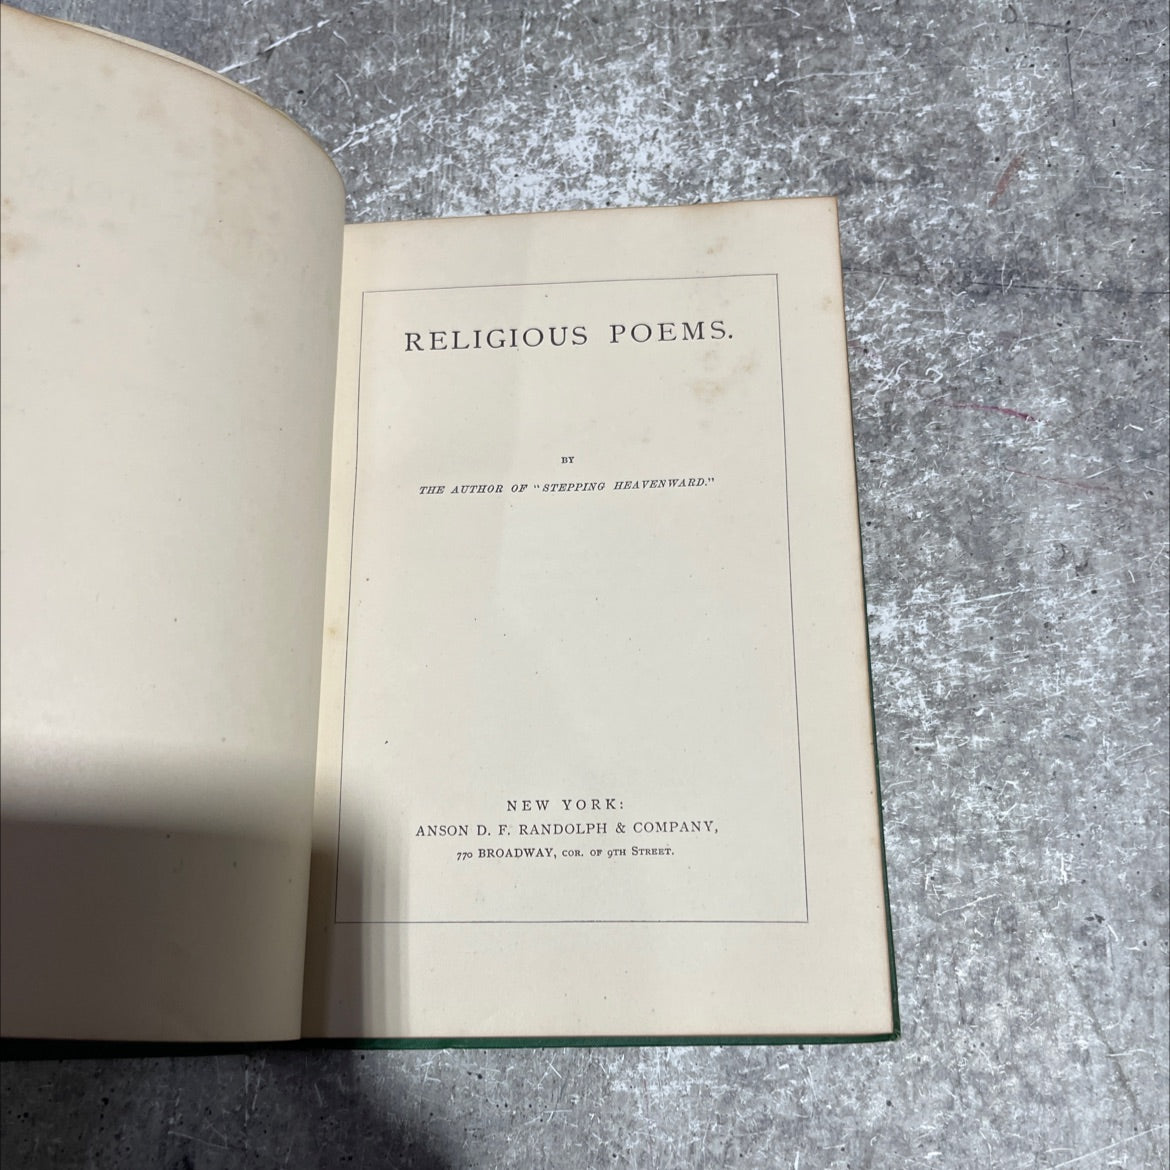 RELIGIOUS POEMS.
BY
THE AUTHOR OF “STEPPING HEAVENWARD.”
NEW YORK:
ANSON D. F. RANDOLPH & COMPANY,
770 BROADWAY, COR. OF 9TH STREET.